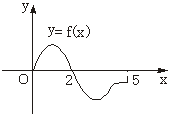 y
y= f(x)
O 2 5 x